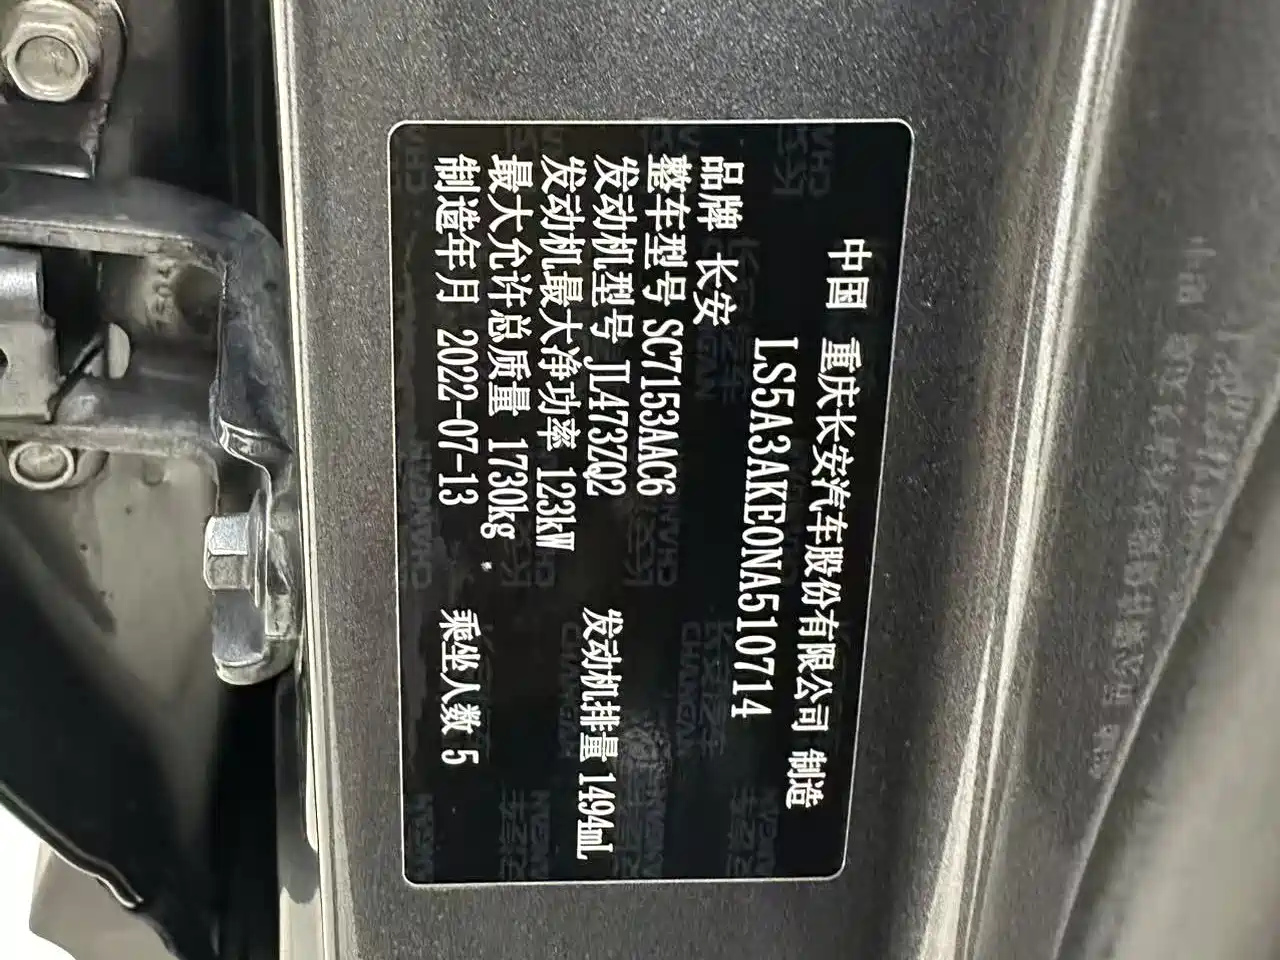 中国 重庆长安汽车股份有限公司 制造
LS5A3AKE0NA510714
品牌 长安
整车型号 SC7153AAC6
发动机型号 JL473ZQ2 发动机排量 1494mL
发动机最大净功率 123kW
最大允许总质量 1730kg
制造年月 2022-07-13 乘坐人数 5